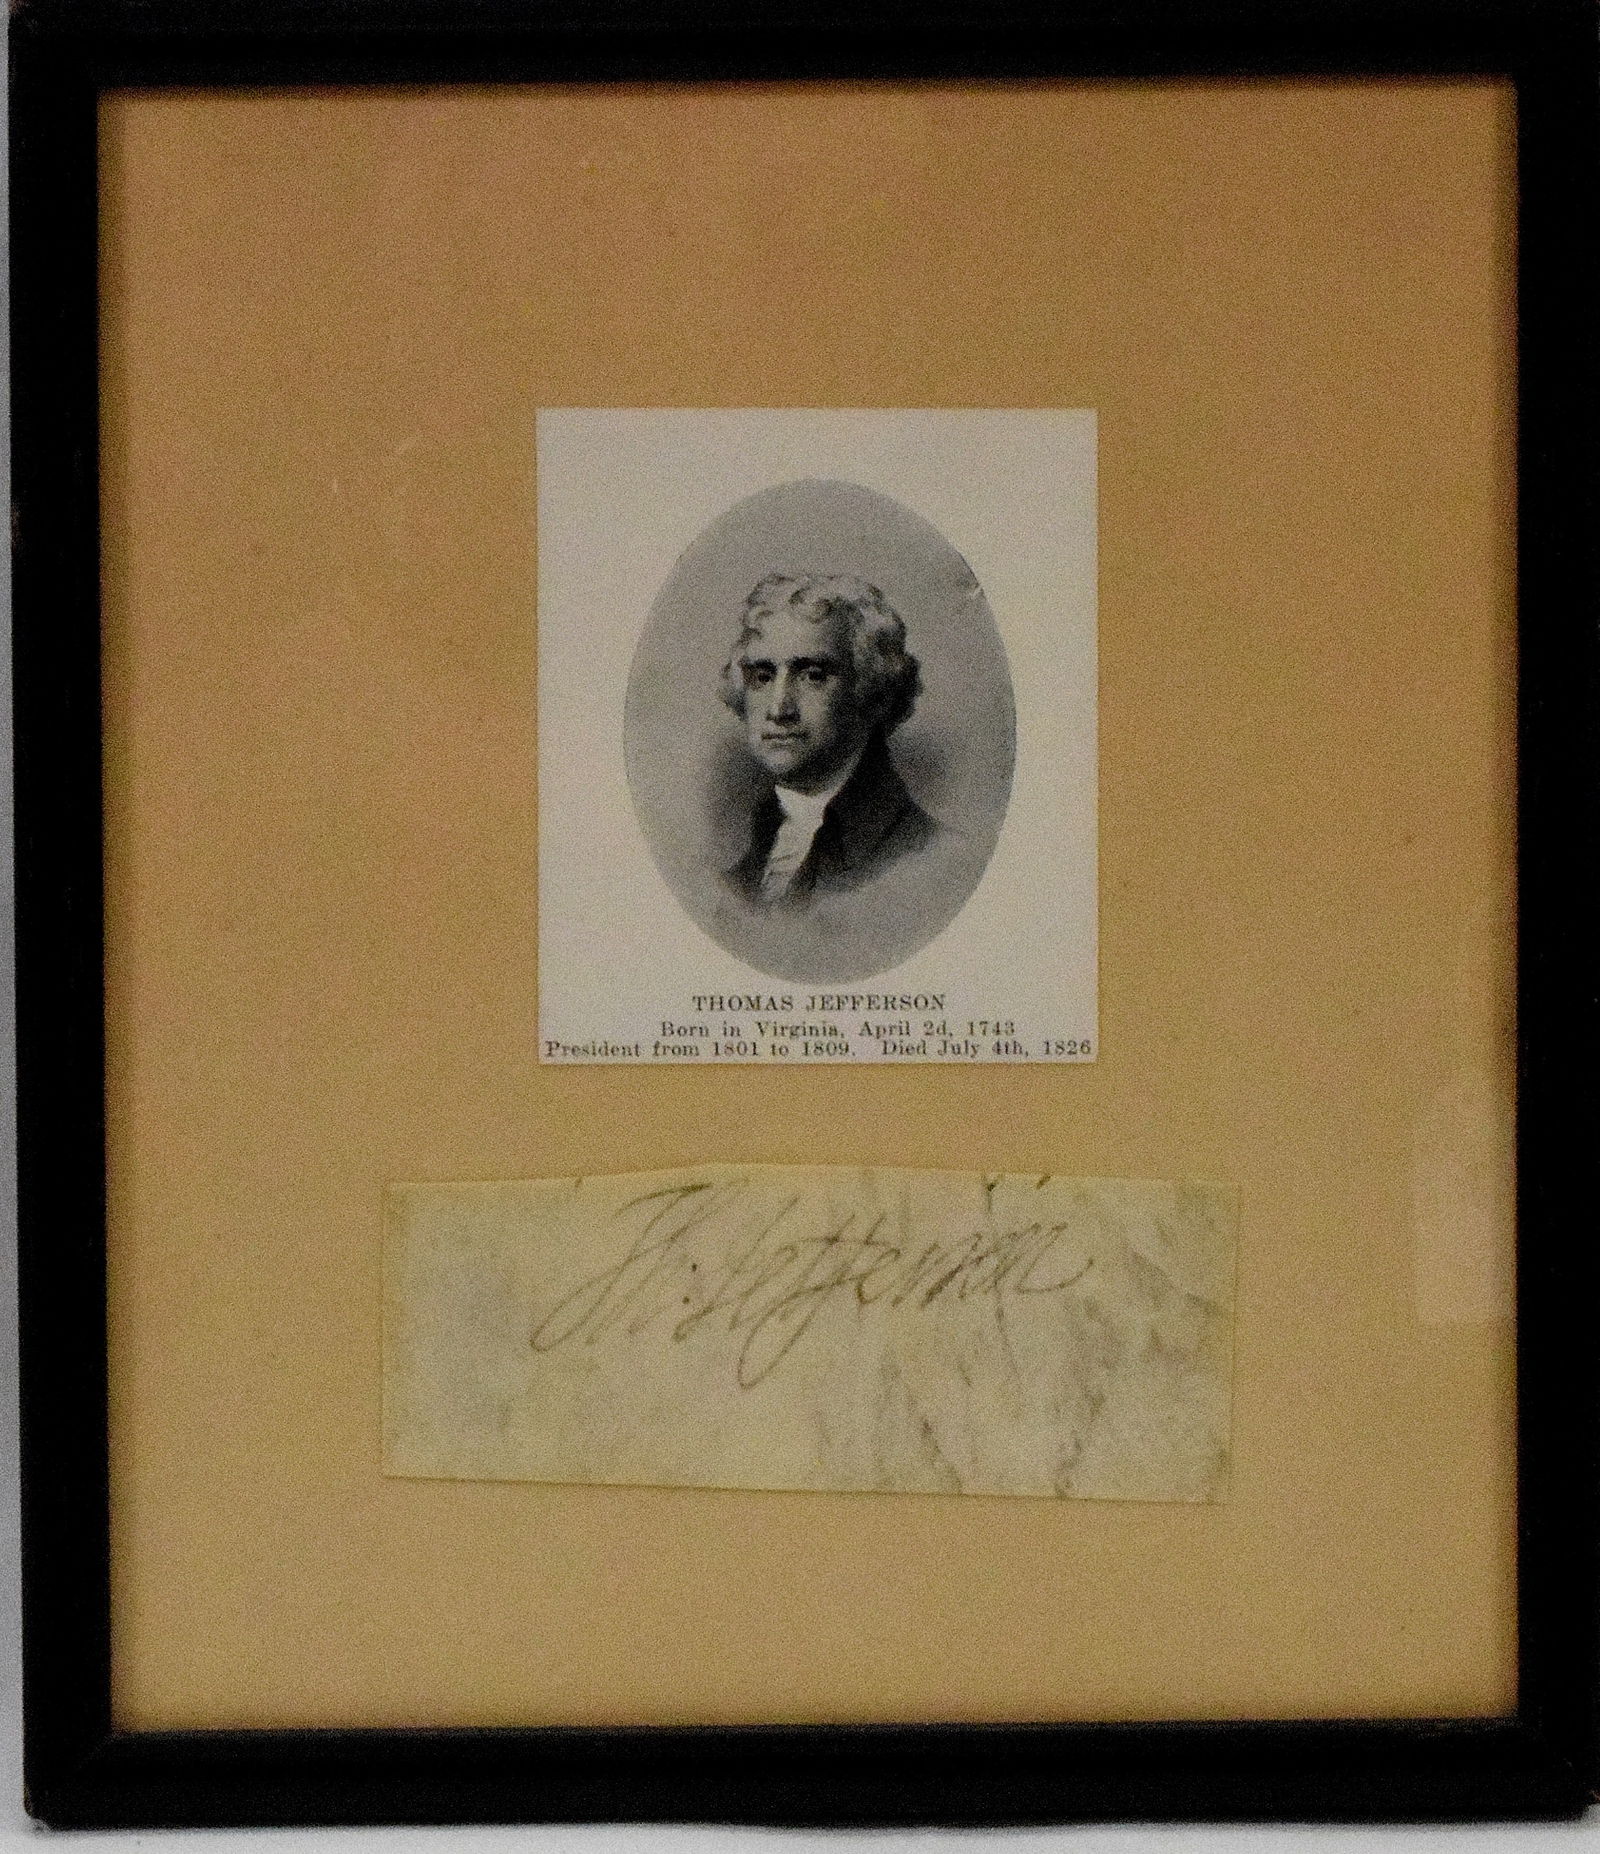 THOMAS JEFFERSON
Born in Virginia, April 2d, 1743
President from 1801 to 1809. Died July 4th, 1826
Th: Jefferson